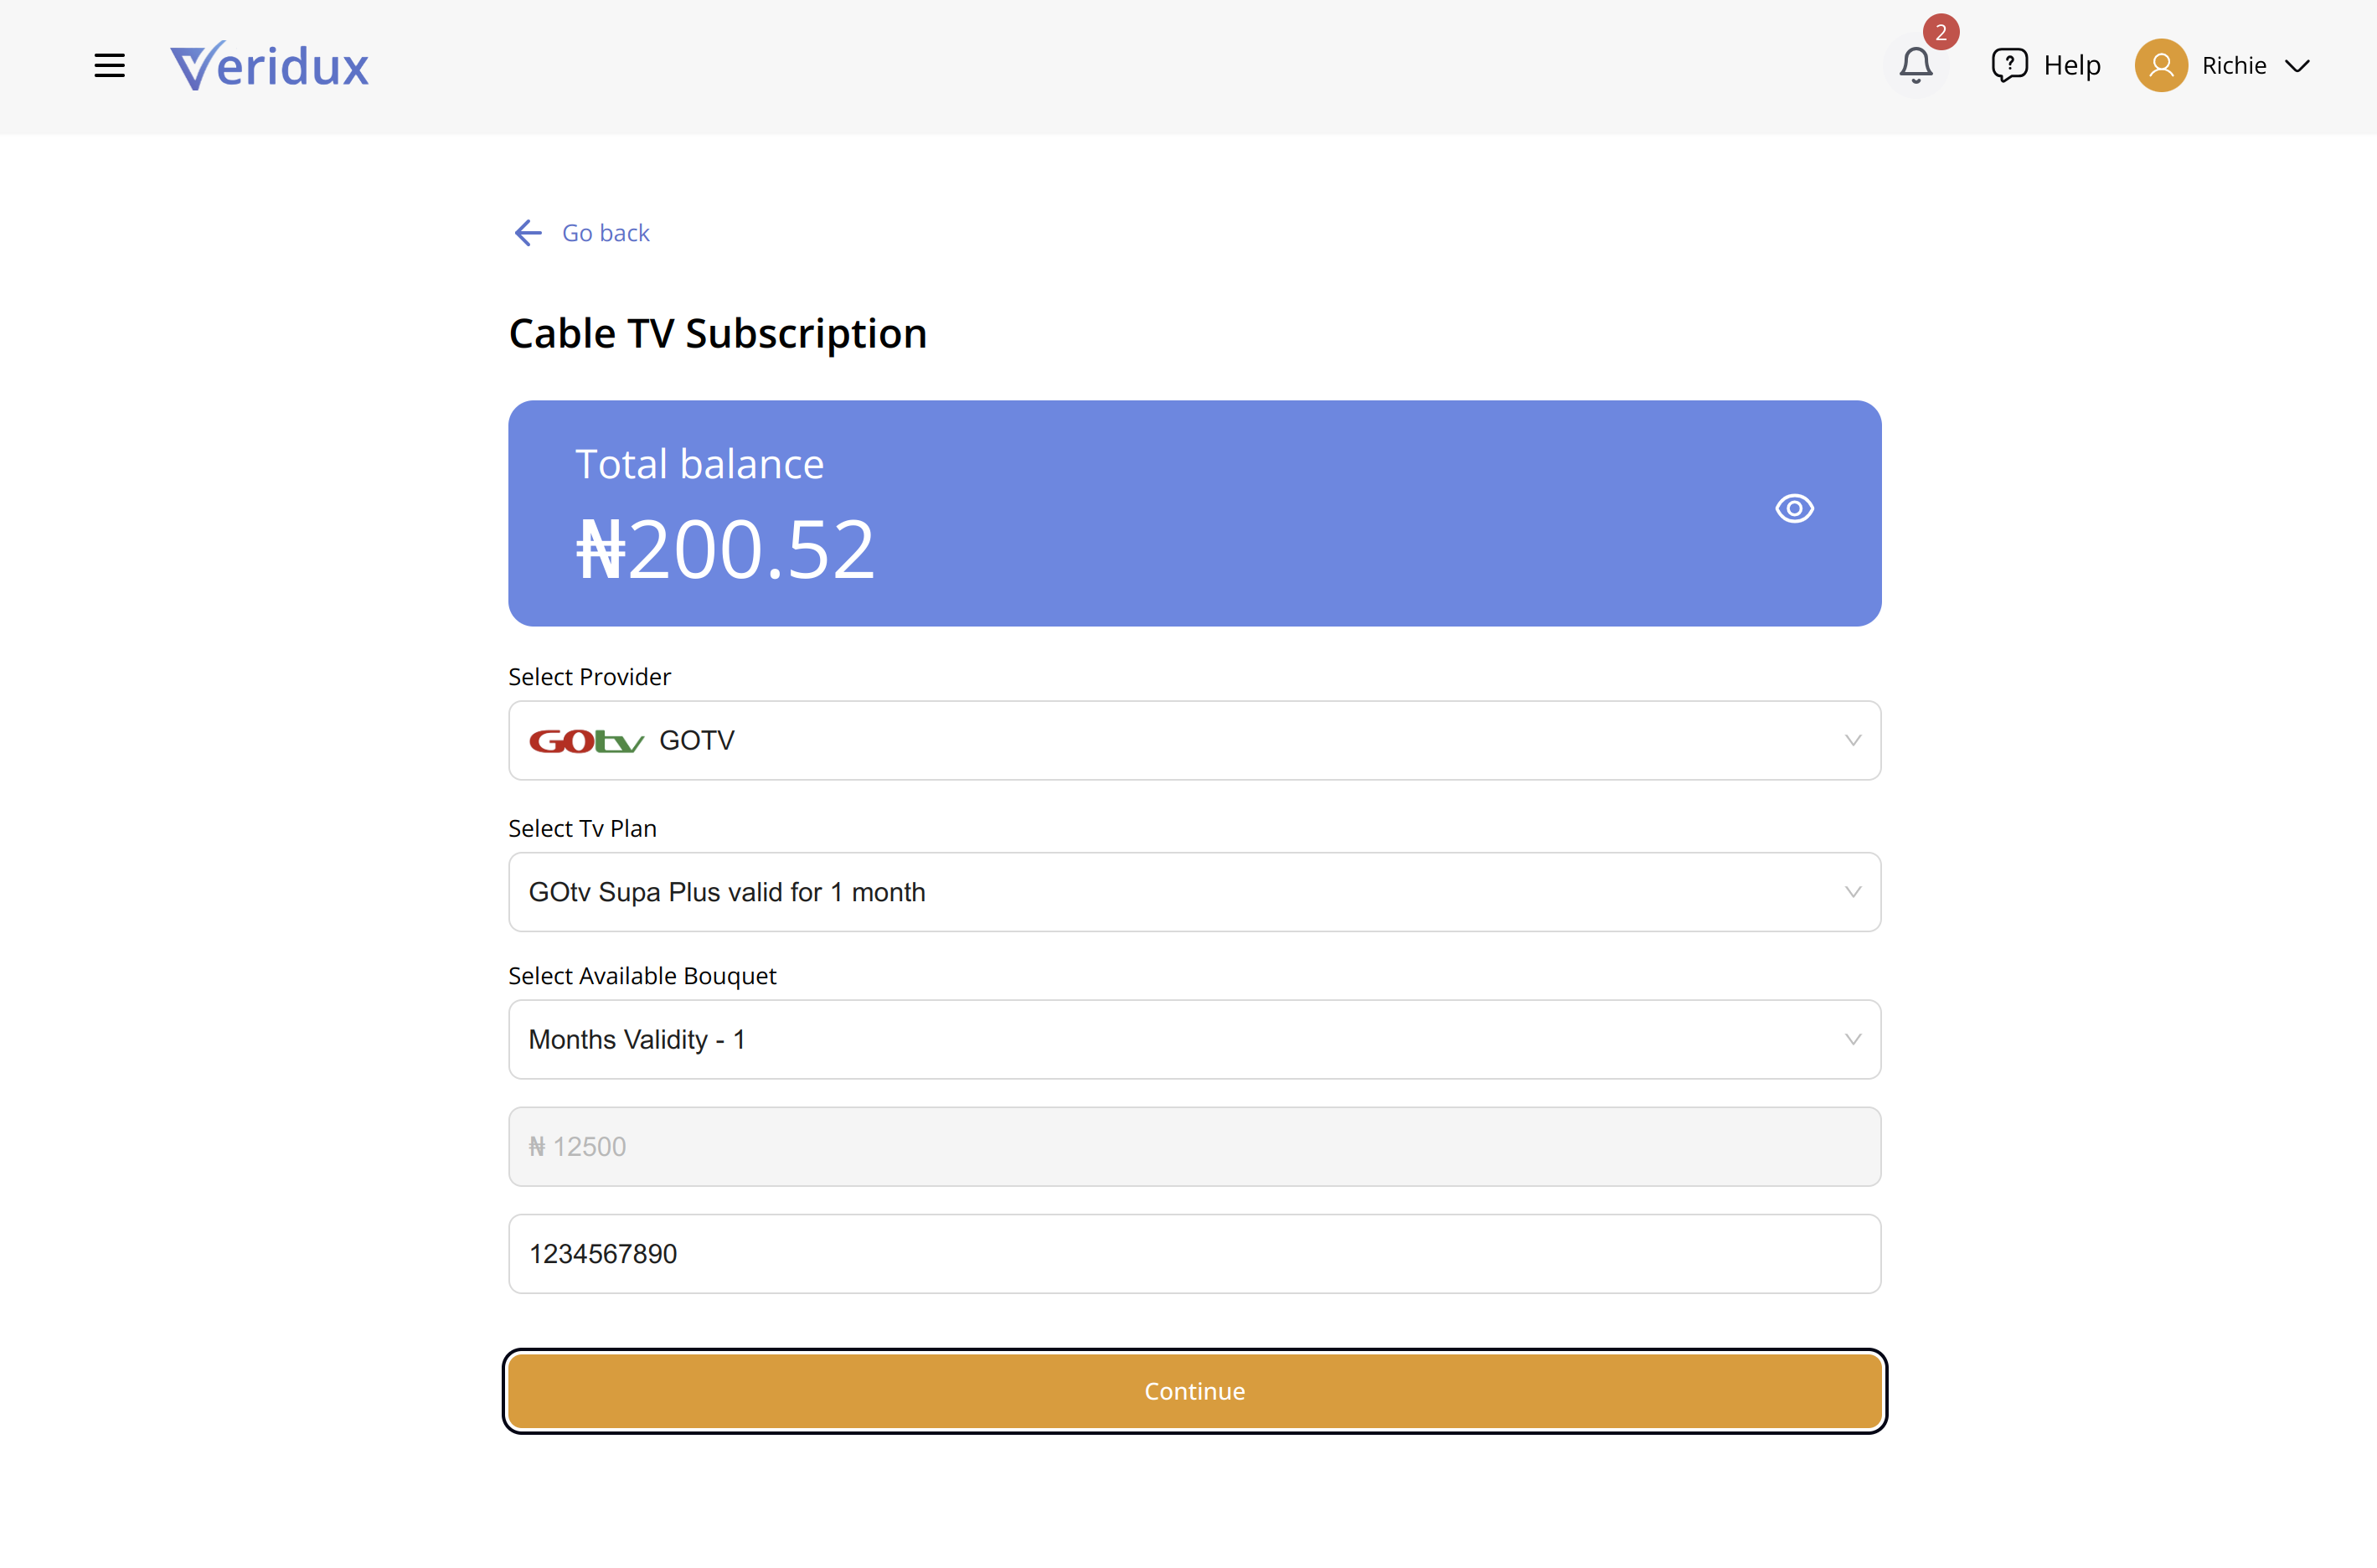 Veridux
2
Help
Richie
Go back
Cable TV Subscription
Total balance
₦200.52
Select Provider
GOtv GOTV
Select Tv Plan
GOtv Supa Plus valid for 1 month
Select Available Bouquet
Months Validity - 1
₦ 12500
1234567890
Continue